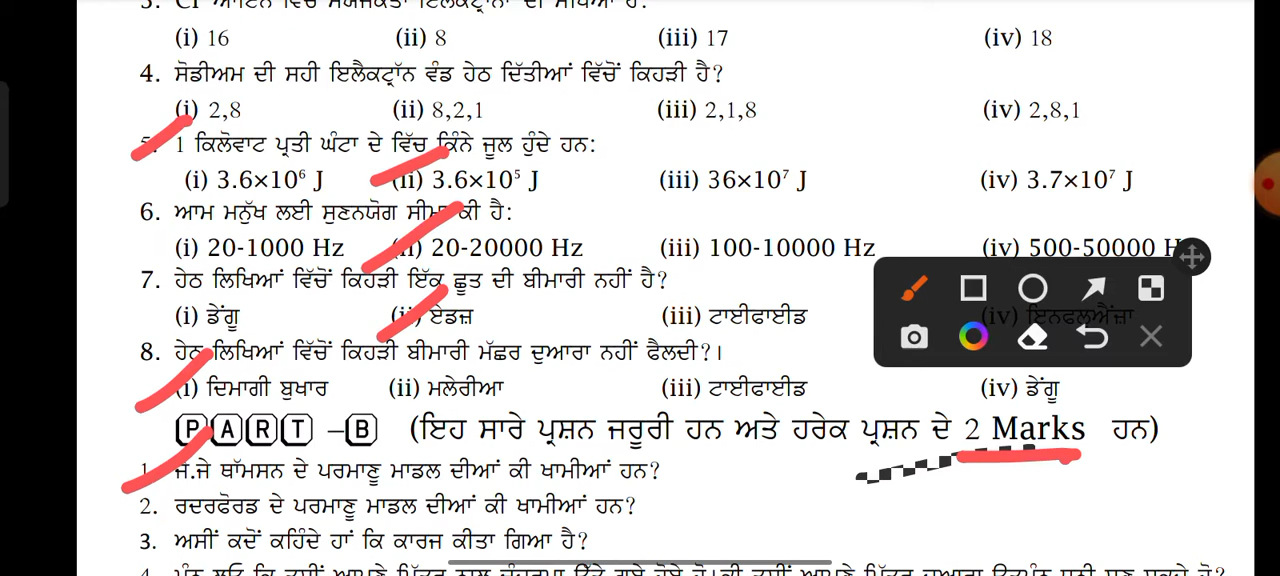 (i) 16 (ii) 8 (iii) 17 (iv) 18
4. ਸੋਡੀਅਮ ਦੀ ਸਹੀ ਇਲੈਕਟ੍ਰਾੱਨ ਵੰਡ ਹੇਠ ਦਿੱਤੀਆਂ ਵਿੱਚੋਂ ਕਿਹੜੀ ਹੈ?
(i) 2,8 (ii) 8,2,1 (iii) 2,1,8 (iv) 2,8,1
5. 1 ਕਿਲੋਵਾਟ ਪ੍ਰਤੀ ਘੰਟਾ ਦੇ ਵਿੱਚ ਕਿੰਨੇ ਜੂਲ ਹੁੰਦੇ ਹਨ:
(i) 3.6×10⁶ J (ii) 3.6×10⁵ J (iii) 36×10⁷ J (iv) 3.7×10⁷ J
6. ਆਮ ਮਨੁੱਖ ਲਈ ਸੁਣਨਯੋਗ ਸੀਮਾ ਕੀ ਹੈ:
(i) 20-1000 Hz (ii) 20-20000 Hz (iii) 100-10000 Hz (iv) 500-50000 H
7. ਹੇਠ ਲਿਖਿਆਂ ਵਿੱਚੋਂ ਕਿਹੜੀ ਇੱਕ ਛੂਤ ਦੀ ਬੀਮਾਰੀ ਨਹੀਂ ਹੈ?
(i) ਡੇਂਗੂ (ii) ਏਡਜ਼ (iii) ਟਾਈਫਾਈਡ (iv) ਇਨਫਲੂਐਂਜ਼ਾ
8. ਹੇਠ ਲਿਖਿਆਂ ਵਿੱਚੋਂ ਕਿਹੜੀ ਬੀਮਾਰੀ ਮੱਛਰ ਦੁਆਰਾ ਨਹੀਂ ਫੈਲਦੀ?।
(i) ਦਿਮਾਗੀ ਬੁਖਾਰ (ii) ਮਲੇਰੀਆ (iii) ਟਾਈਫਾਈਡ (iv) ਡੇਂਗੂ
PART –B (ਇਹ ਸਾਰੇ ਪ੍ਰਸ਼ਨ ਜਰੂਰੀ ਹਨ ਅਤੇ ਹਰੇਕ ਪ੍ਰਸ਼ਨ ਦੇ 2 Marks ਹਨ)
1. ਜੇ.ਜੇ ਥਾੱਮਸਨ ਦੇ ਪਰਮਾਣੂ ਮਾਡਲ ਦੀਆਂ ਕੀ ਖਾਮੀਆਂ ਹਨ?
2. ਰਦਰਫੋਰਡ ਦੇ ਪਰਮਾਣੂ ਮਾਡਲ ਦੀਆਂ ਕੀ ਖਾਮੀਆਂ ਹਨ?
3. ਅਸੀਂ ਕਦੋਂ ਕਹਿੰਦੇ ਹਾਂ ਕਿ ਕਾਰਜ ਕੀਤਾ ਗਿਆ ਹੈ?